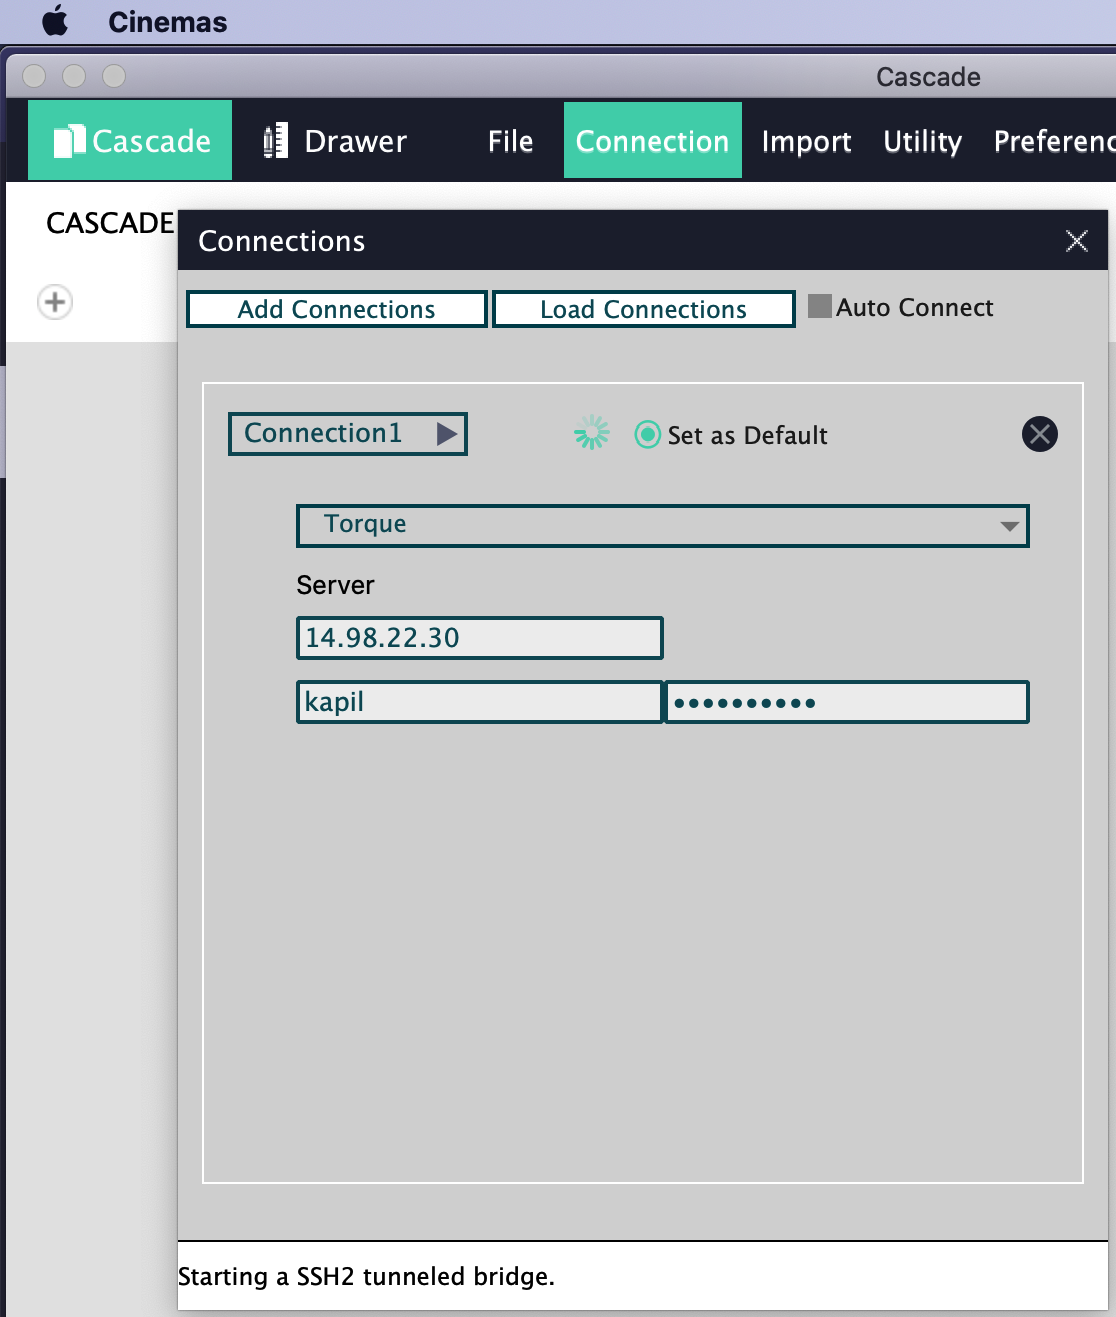 Cinemas
Cascade
Cascade Drawer File Connection Import Utility Preferenc
CASCADE
Connections
Add Connections Load Connections Auto Connect
Connection1 Set as Default
Torque
Server
14.98.22.30
kapil ••••••••••
Starting a SSH2 tunneled bridge.